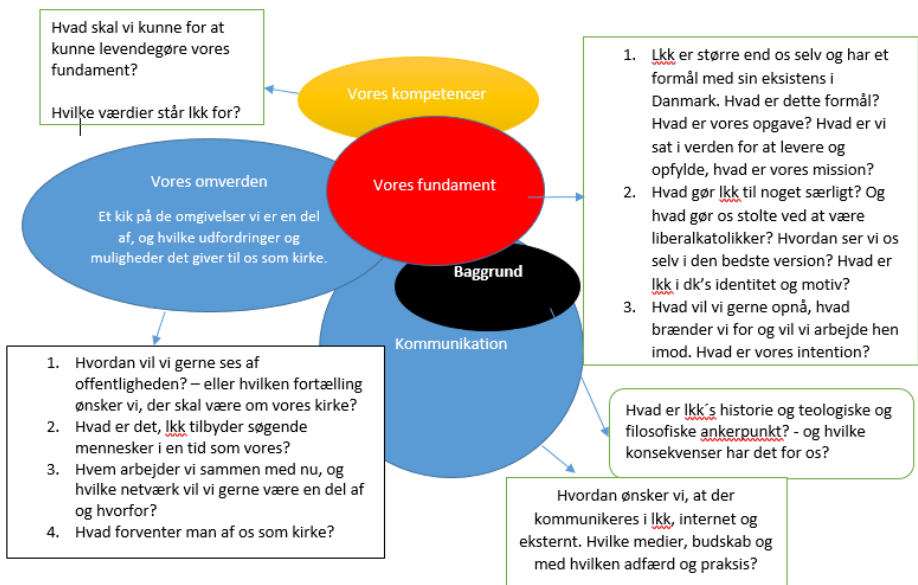 Hvad skal vi kunne for at
kunne levendegøre vores
fundament?
Hvilke værdier står lkk for?
Vores kompetencer
Vores fundament
1. Lkk er større end os selv og har et
formål med sin eksistens i
Danmark. Hvad er dette formål?
Hvad er vores opgave? Hvad er vi
sat i verden for at levere og
opfylde, hvad er vores mission?
2. Hvad gør lkk til noget særligt? Og
hvad gør os stolte ved at være
liberalkatolikker? Hvordan ser vi os
selv i den bedste version? Hvad er
lkk i dk's identitet og motiv?
3. Hvad vil vi gerne opnå, hvad
brænder vi for og vil vi arbejde hen
imod. Hvad er vores intention?
Vores omverden
Et kik på de omgivelser vi er en del
af, og hvilke udfordringer og
muligheder det giver til os som kirke.
Baggrund
Kommunikation
1. Hvordan vil vi gerne ses af
offentligheden? – eller hvilken fortælling
ønsker vi, der skal være om vores kirke?
2. Hvad er det, lkk tilbyder søgende
mennesker i en tid som vores?
3. Hvem arbejder vi sammen med nu, og
hvilke netværk vil vi gerne være en del af
og hvorfor?
4. Hvad forventer man af os som kirke?
Hvad er lkk´s historie og teologiske og
filosofiske ankerpunkt? - og hvilke
konsekvenser har det for os?
Hvordan ønsker vi, at der
kommunikeres i lkk, internet og
eksternt. Hvilke medier, budskab og
med hvilken adfærd og praksis?